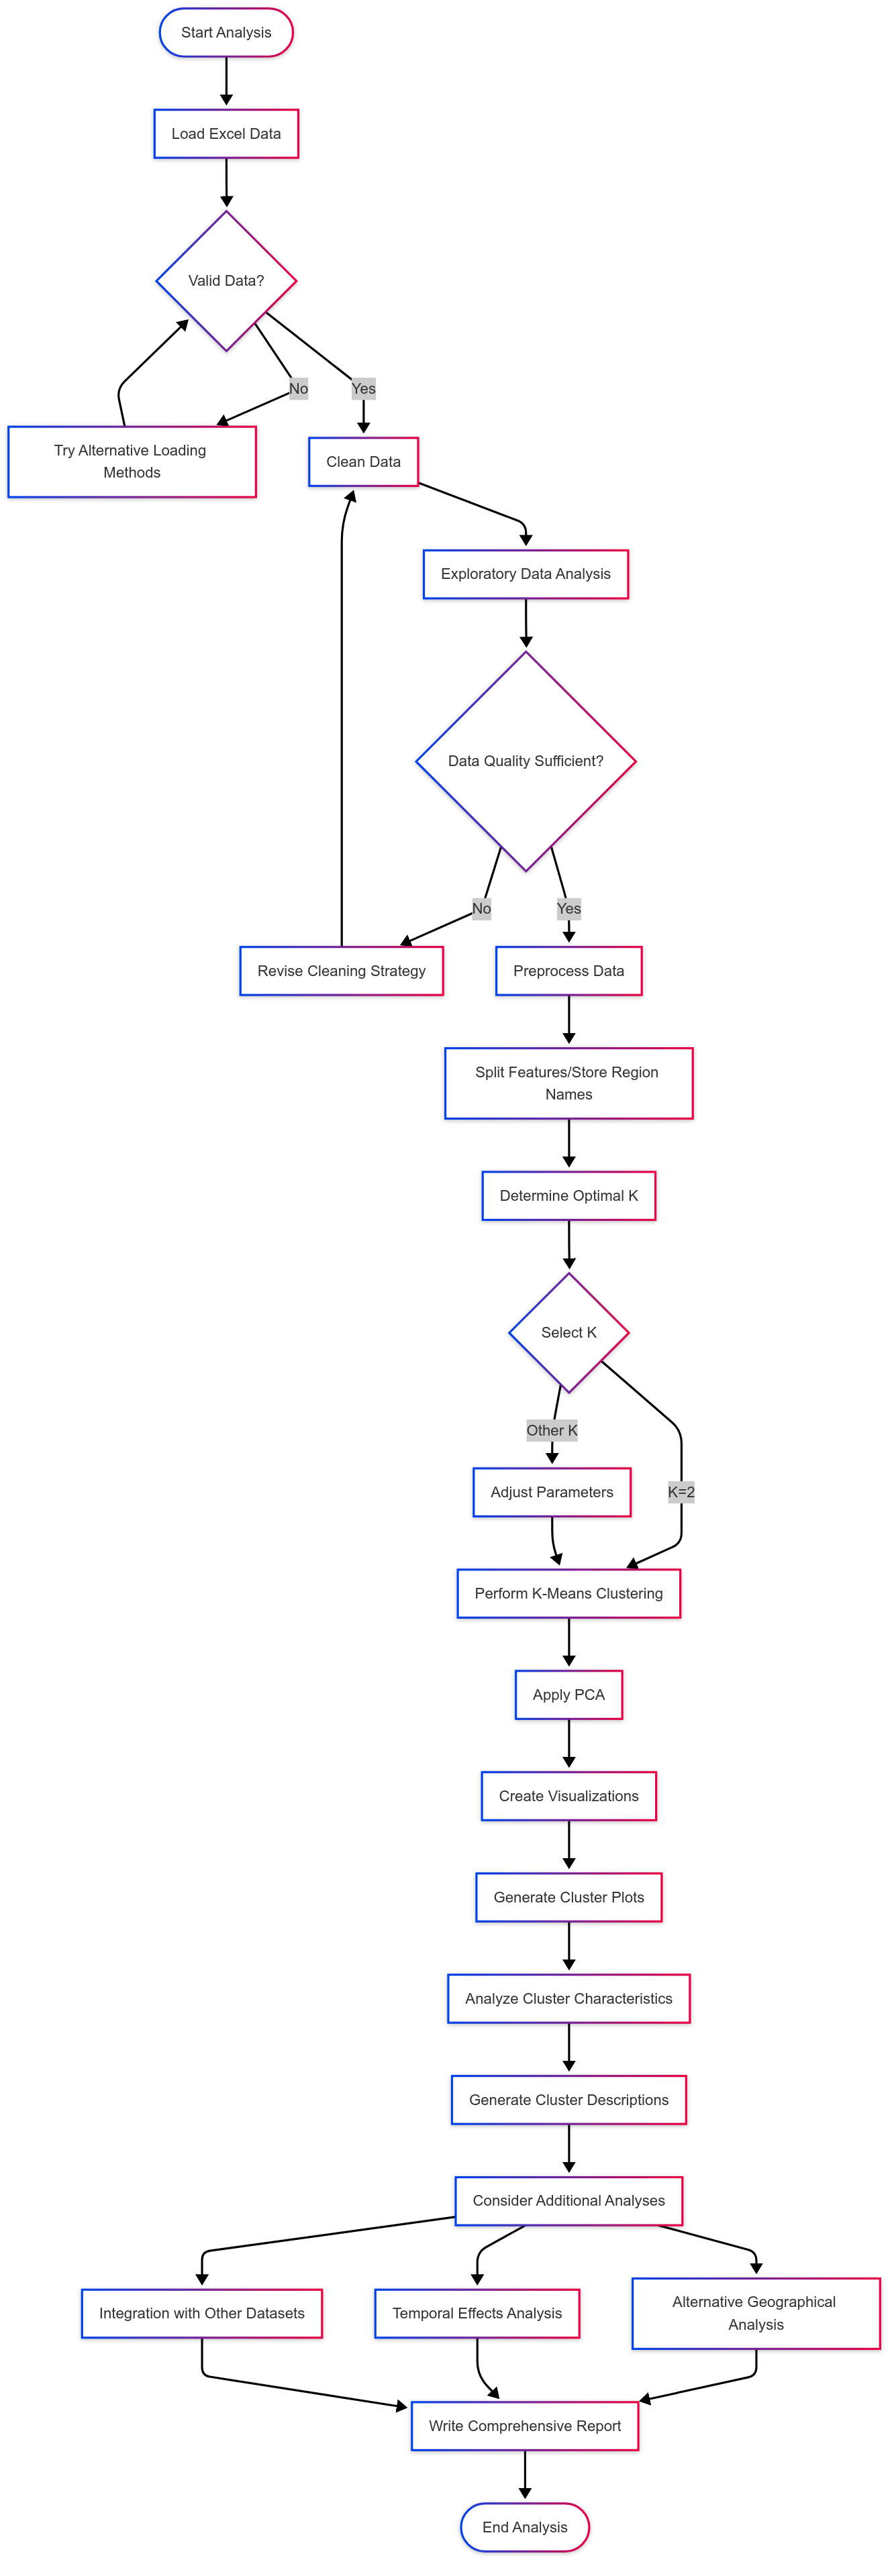 Start Analysis
Load Excel Data
Valid Data?
No
Yes
Try Alternative Loading
Methods
Clean Data
Exploratory Data Analysis
Data Quality Sufficient?
No
Yes
Revise Cleaning Strategy
Preprocess Data
Split Features/Store Region
Names
Determine Optimal K
Select K
Other K
Adjust Parameters
K=2
Perform K-Means Clustering
Apply PCA
Create Visualizations
Generate Cluster Plots
Analyze Cluster Characteristics
Generate Cluster Descriptions
Consider Additional Analyses
Integration with Other Datasets
Temporal Effects Analysis
Alternative Geographical
Analysis
Write Comprehensive Report
End Analysis